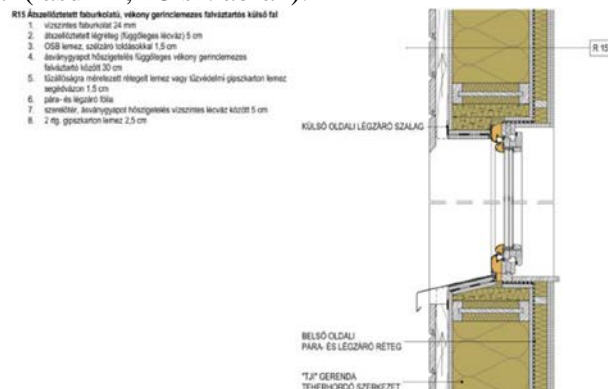 R15 Átszellőztetett faburkolatú, vékony gerinclemezes falváztartós külső fal
1. vízszintes faburkolat 24 mm
2. átszellőztetett légréteg (függőleges lécváz) 5 cm
3. OSB lemez, szélzáró toldásokkal 1,5 cm
4. ásványgyapot hőszigetelés függőleges vékony gerinclemezes
falváztartó között 30 cm
5. tűzállóságra méretezett rétegelt lemez vagy tűzvédelmi gipszkarton lemez
segédvázon 1,5 cm
6. pára- és légzáró fólia
7. szerelőtér, ásványgyapot hőszigetelés vízszintes lécváz között 5 cm
8. 2 rtg. gipszkarton lemez 2,5 cm
R 15
KÜLSŐ OLDALI LÉGZÁRÓ SZALAG
BELSŐ OLDALI
PÁRA- ÉS LÉGZÁRÓ RÉTEG
"TJI" GERENDA
TEHERHORDÓ SZERKEZET